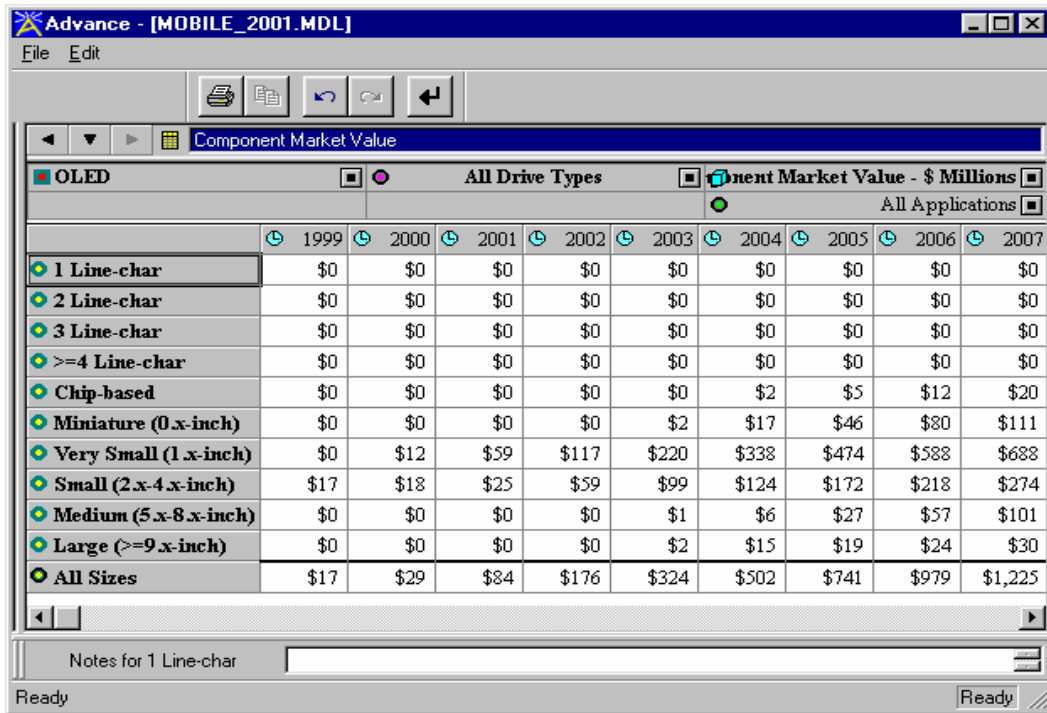 Advance - [MOBILE_2001.MDL]
File Edit
Component Market Value
OLED All Drive Types onent Market Value - $ Millions
All Applications
1999 2000 2001 2002 2003 2004 2005 2006 2007
1 Line-char $0 $0 $0 $0 $0 $0 $0 $0 $0
2 Line-char $0 $0 $0 $0 $0 $0 $0 $0 $0
3 Line-char $0 $0 $0 $0 $0 $0 $0 $0 $0
>=4 Line-char $0 $0 $0 $0 $0 $0 $0 $0 $0
Chip-based $0 $0 $0 $0 $0 $2 $5 $12 $20
Miniature (0.x-inch) $0 $0 $0 $0 $2 $17 $46 $80 $111
Very Small (1.x-inch) $0 $12 $59 $117 $220 $338 $474 $588 $688
Small (2.x-4.x-inch) $17 $18 $25 $59 $99 $124 $172 $218 $274
Medium (5.x-8.x-inch) $0 $0 $0 $0 $1 $6 $27 $57 $101
Large (>=9.x-inch) $0 $0 $0 $0 $2 $15 $19 $24 $30
All Sizes $17 $29 $84 $176 $324 $502 $741 $979 $1,225
Notes for 1 Line-char
Ready Ready